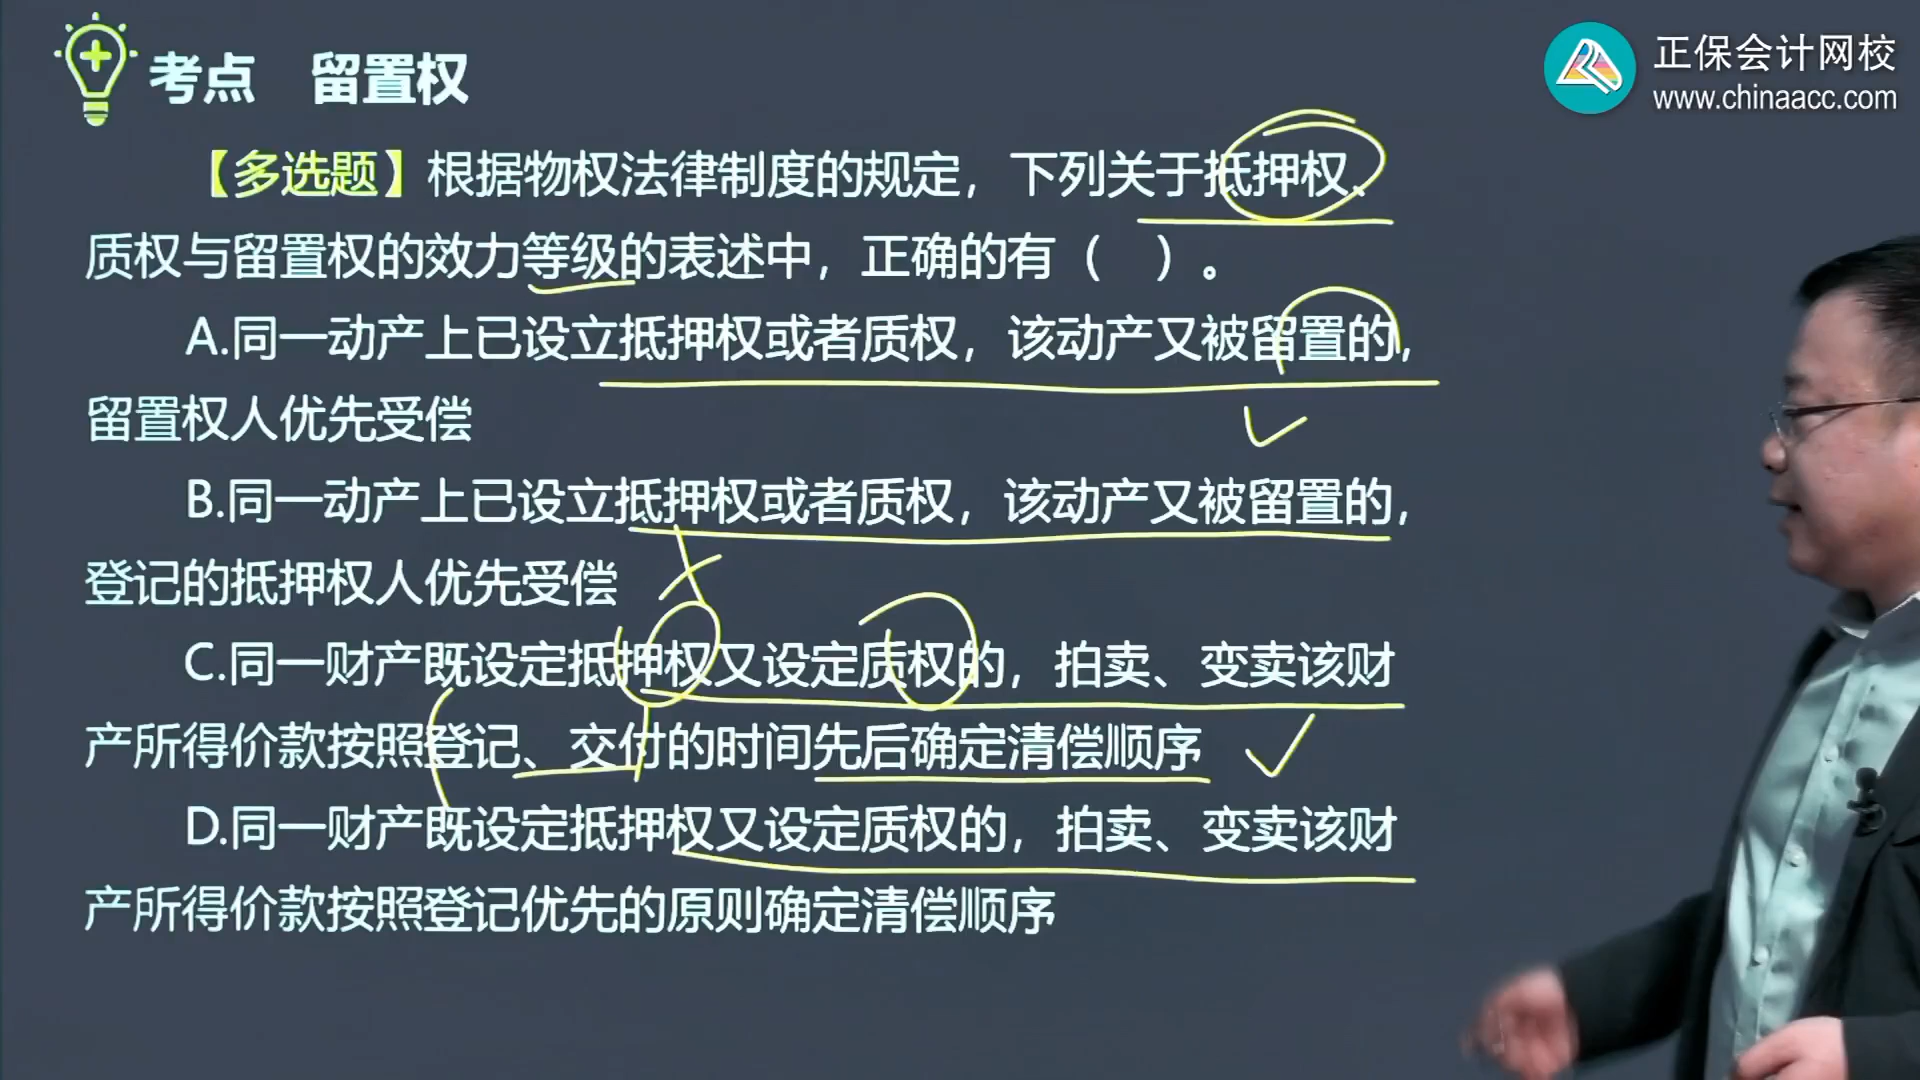 考点 留置权
正保会计网校
www.chinaacc.com
【多选题】根据物权法律制度的规定，下列关于抵押权、
质权与留置权的效力等级的表述中，正确的有（ ）。
A.同一动产上已设立抵押权或者质权，该动产又被留置的，
留置权人优先受偿
B.同一动产上已设立抵押权或者质权，该动产又被留置的，
登记的抵押权人优先受偿
C.同一财产既设定抵押权又设定质权的，拍卖、变卖该财
产所得价款按照登记、交付的时间先后确定清偿顺序
D.同一财产既设定抵押权又设定质权的，拍卖、变卖该财
产所得价款按照登记优先的原则确定清偿顺序